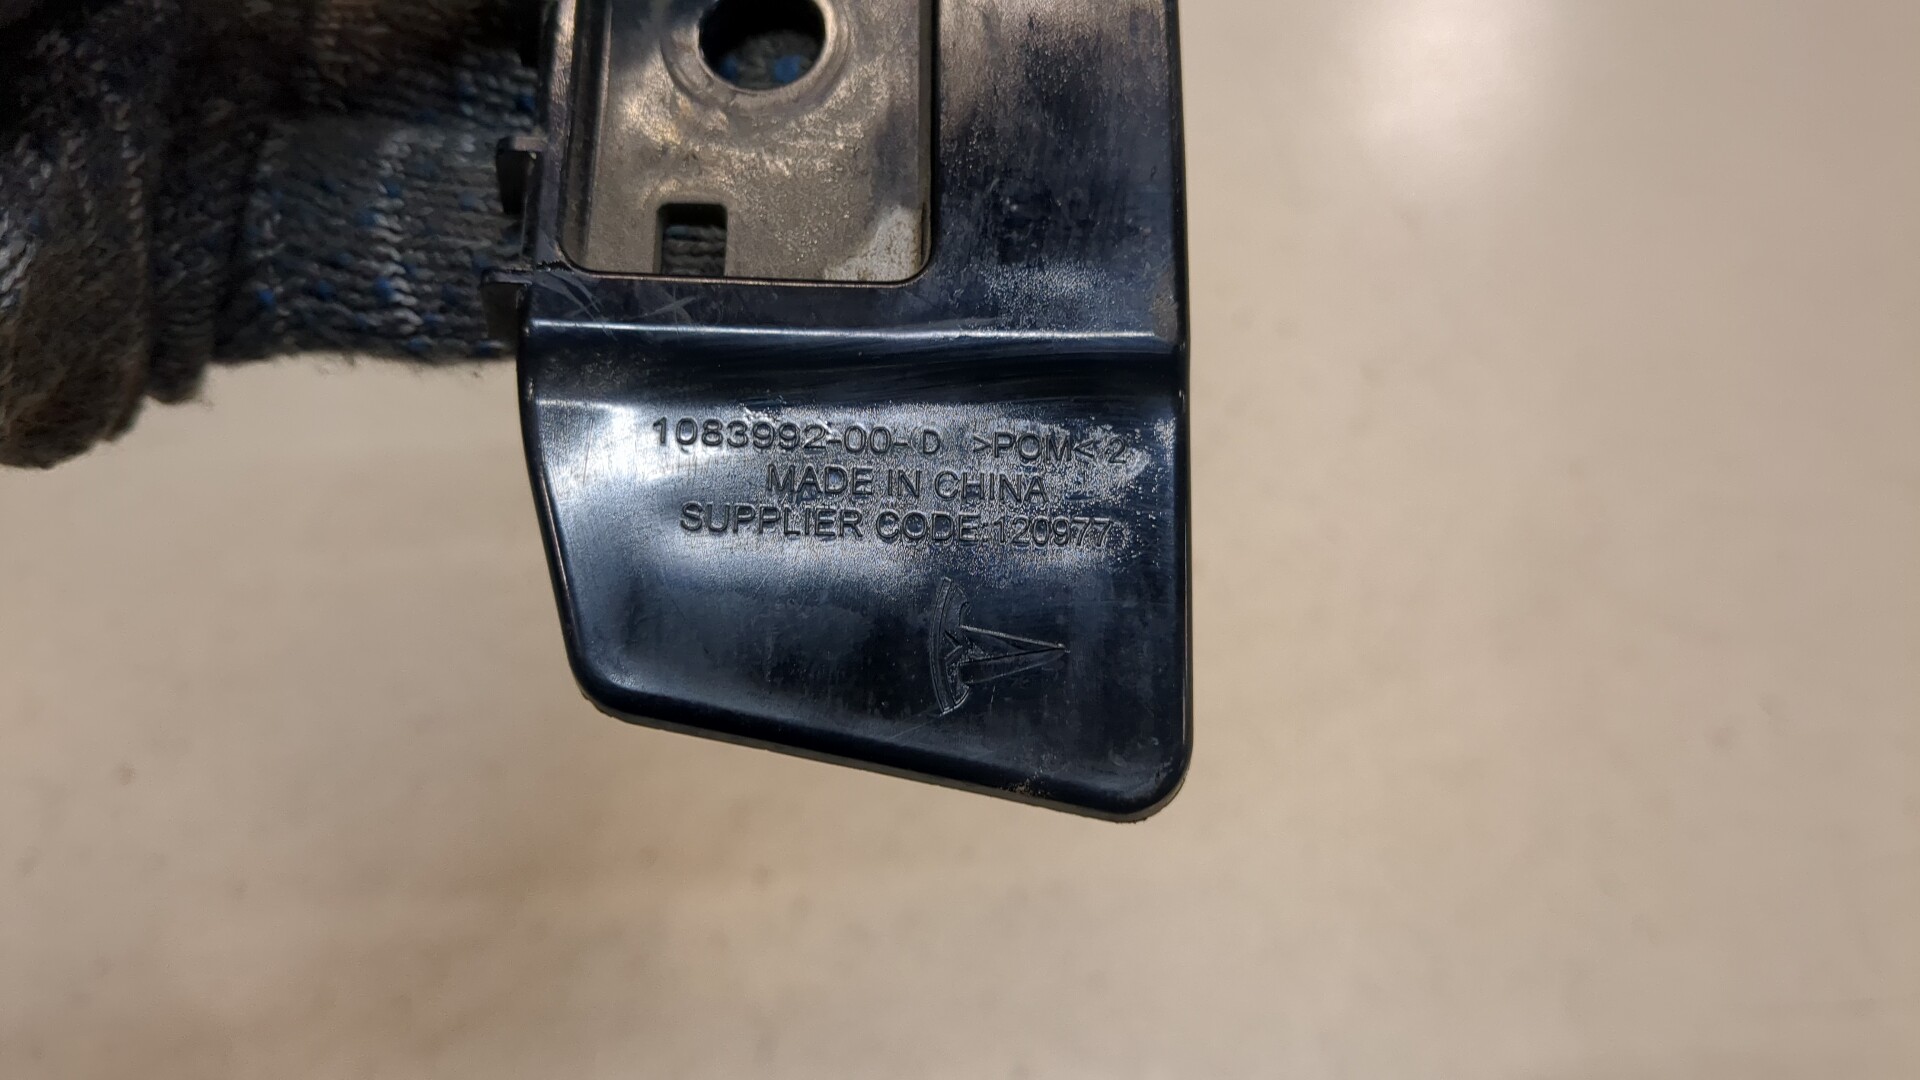 1083992-00-D >POM< 2
MADE IN CHINA
SUPPLIER CODE:120977